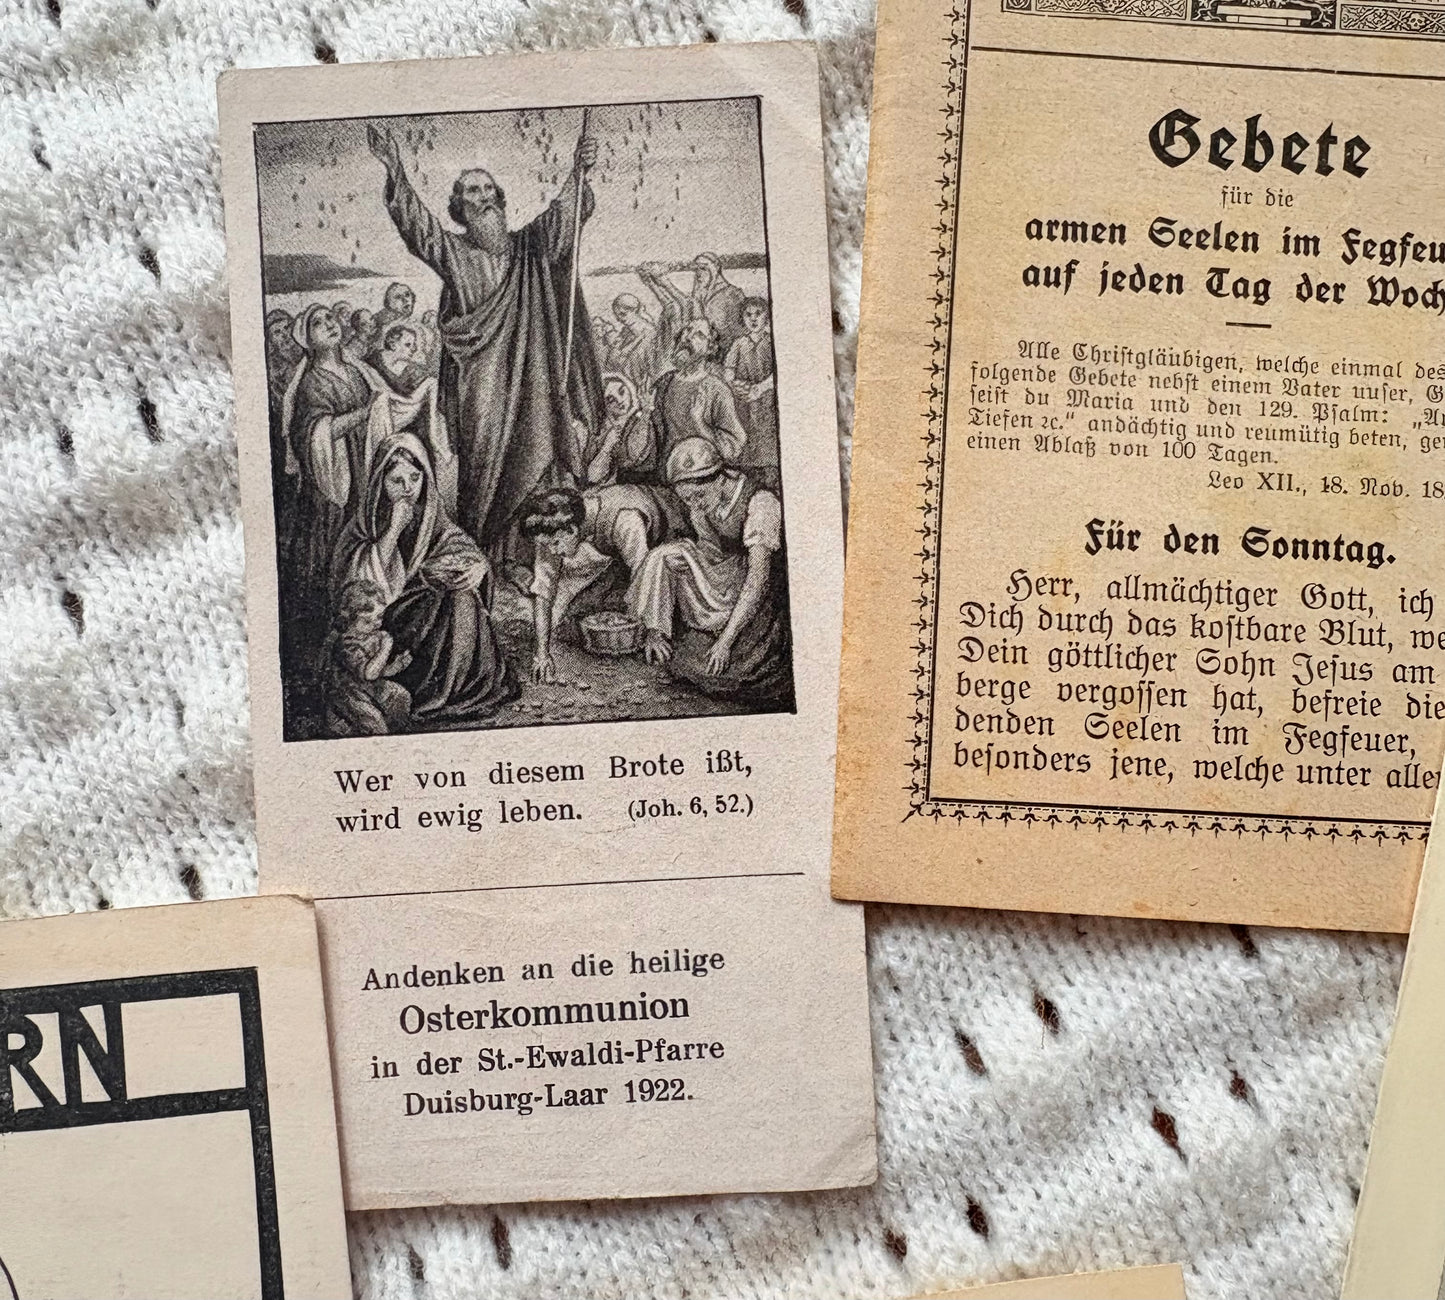 Wer von diesem Brote ißt,
wird ewig leben. (Joh. 6, 52.)
Andenken an die heilige
Osterkommunion
in der St.-Ewaldi-Pfarre
Duisburg-Laar 1922.
Gebete
für die
armen Seelen im Fegfeu
auf jeden Tag der Woch
Alle Christgläubigen, welche einmal des
folgende Gebete nebst einem Vater unser, G
seist du Maria und den 129. Psalm: „Au
Tiefen ꝛc.“ andächtig und reumütig beten, gew
einen Ablaß von 100 Tagen.
Leo XII., 18. Nov. 18
Für den Sonntag.
Herr, allmächtiger Gott, ich
Dich durch das kostbare Blut, we
Dein göttlicher Sohn Jesus am
berge vergossen hat, befreie die
denden Seelen im Fegfeuer,
besonders jene, welche unter allen
RN